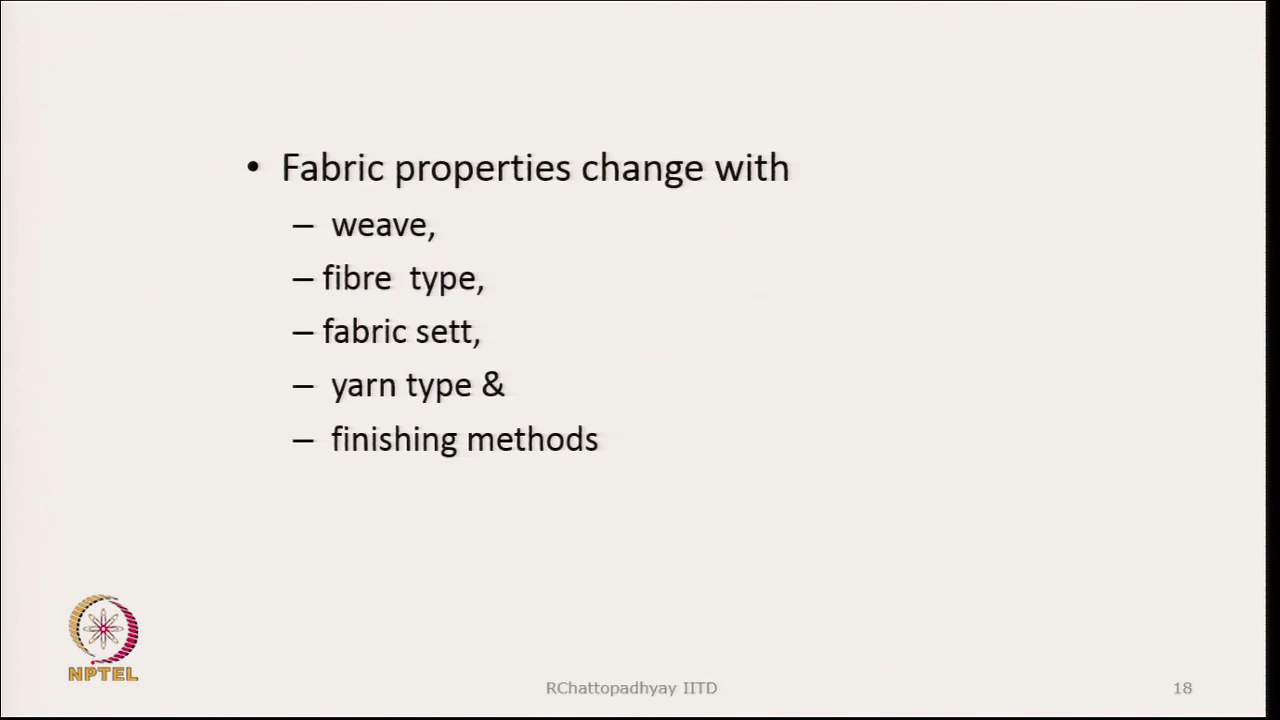 • Fabric properties change with
– weave,
– fibre type,
– fabric sett,
– yarn type &
– finishing methods
NPTEL
RChattopadhyay IITD
18